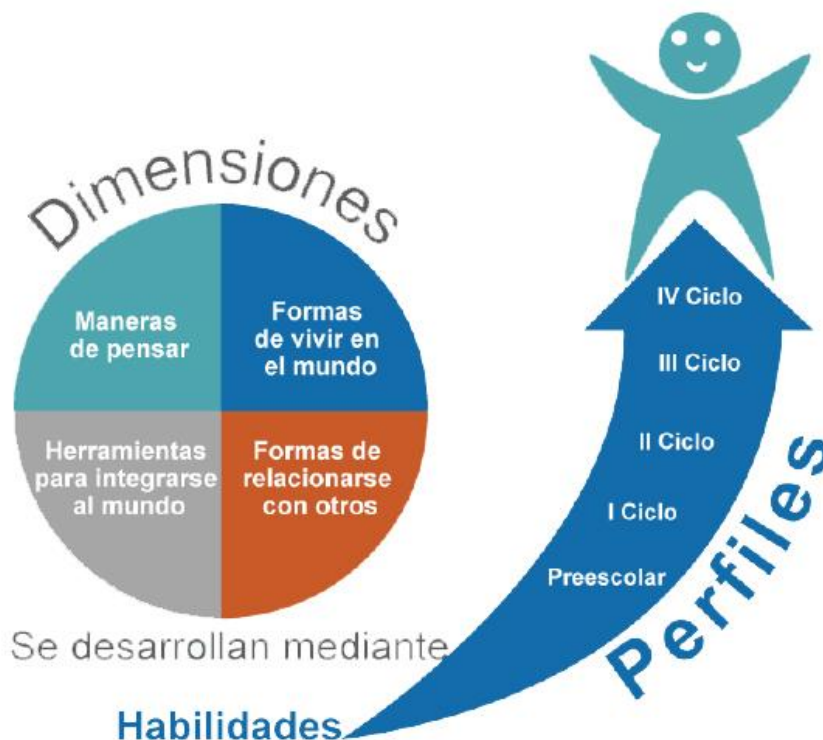 Dimensiones
Maneras
de pensar
Formas
de vivir en
el mundo
Herramientas
para integrarse
al mundo
Formas de
relacionarse
con otros
Se desarrollan mediante
Habilidades
IV Ciclo
III Ciclo
II Ciclo
I Ciclo
Preescolar
Perfiles